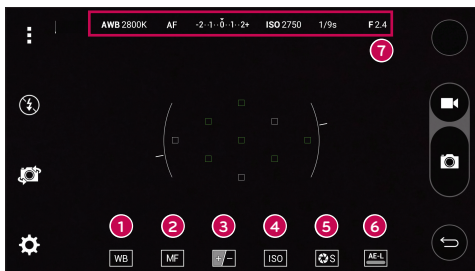 AWB 2800K AF -2··1··0··1··2+ ISO 2750 1/9s F 2.4
7
1 2 3 4 5 6
WB MF +/- ISO S AE-L